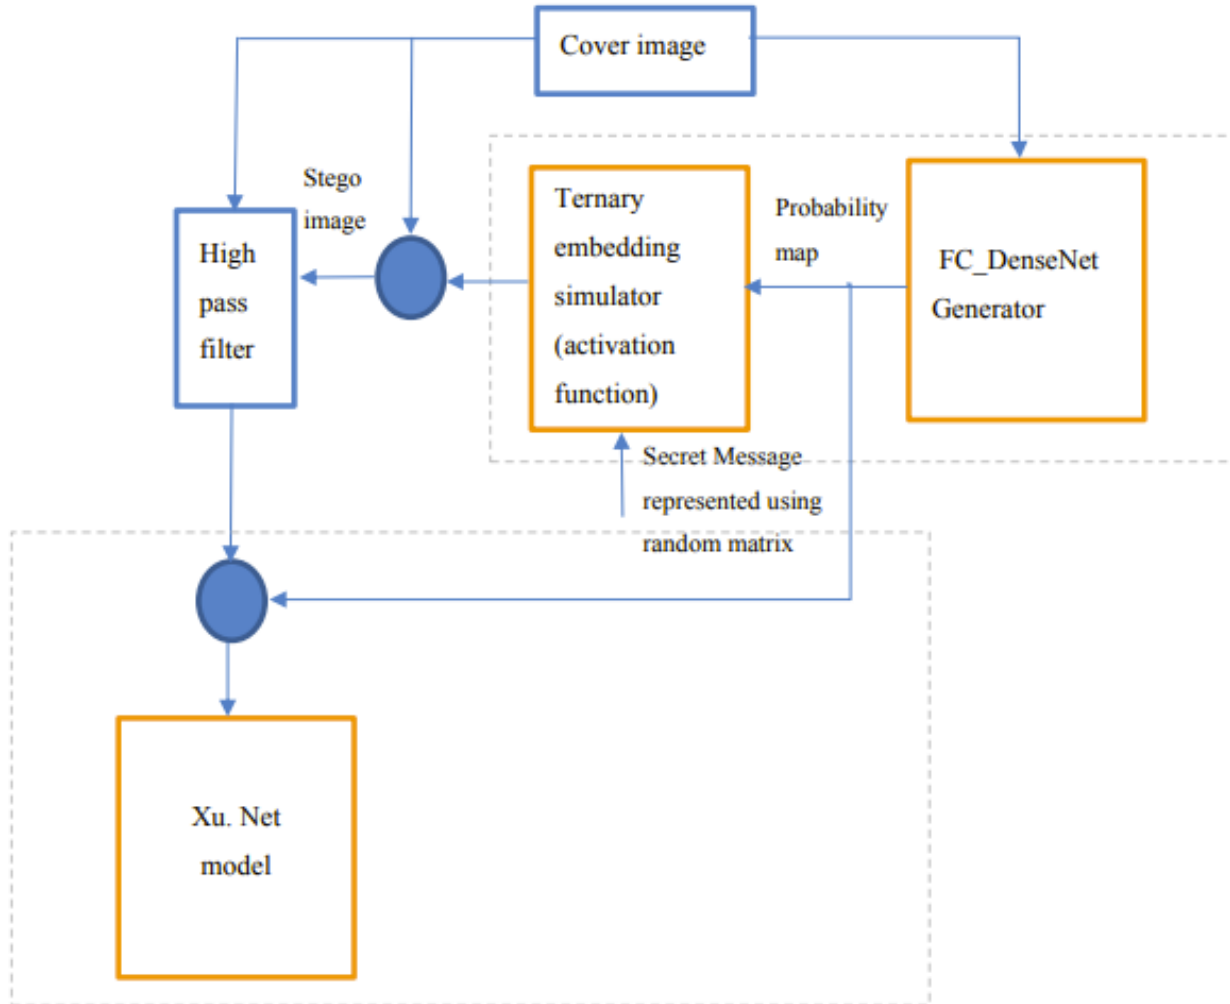 Cover image
Stego
image
High
pass
filter
Ternary
embedding
simulator
(activation
function)
Probability
map
FC_DenseNet
Generator
Secret Message
represented using
random matrix
Xu. Net
model